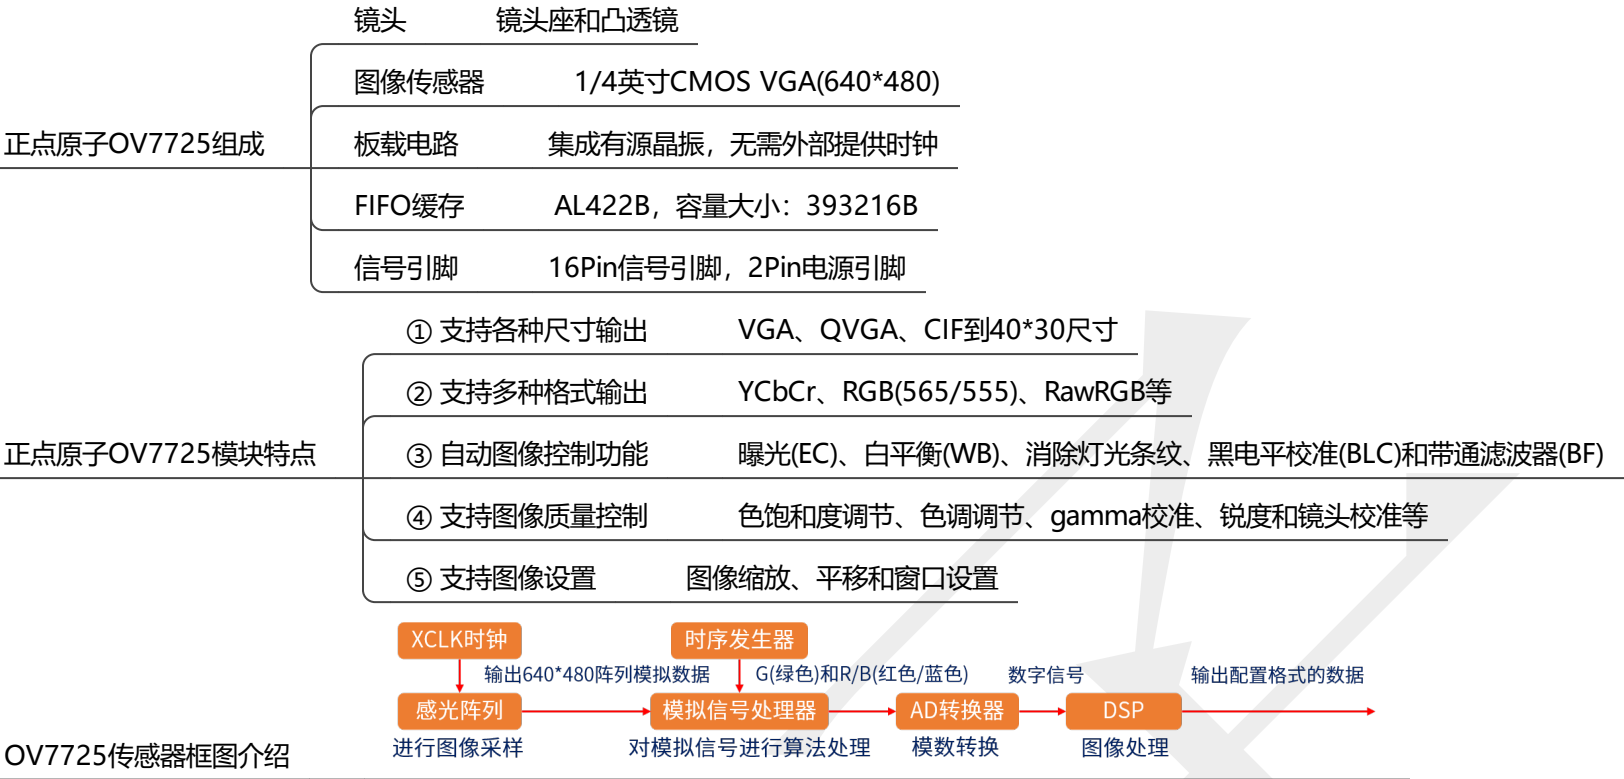 镜头 镜头座和凸透镜
图像传感器 1/4英寸CMOS VGA(640*480)
正点原子OV7725组成 板载电路 集成有源晶振，无需外部提供时钟
FIFO缓存 AL422B，容量大小：393216B
信号引脚 16Pin信号引脚，2Pin电源引脚
① 支持各种尺寸输出 VGA、QVGA、CIF到40*30尺寸
② 支持多种格式输出 YCbCr、RGB(565/555)、RawRGB等
正点原子OV7725模块特点 ③ 自动图像控制功能 曝光(EC)、白平衡(WB)、消除灯光条纹、黑电平校准(BLC)和带通滤波器(BF)
④ 支持图像质量控制 色饱和度调节、色调调节、gamma校准、锐度和镜头校准等
⑤ 支持图像设置 图像缩放、平移和窗口设置
XCLK时钟 时序发生器
输出640*480阵列模拟数据 G(绿色)和R/B(红色/蓝色) 数字信号 输出配置格式的数据
感光阵列 模拟信号处理器 AD转换器 DSP
进行图像采样 对模拟信号进行算法处理 模数转换 图像处理
OV7725传感器框图介绍